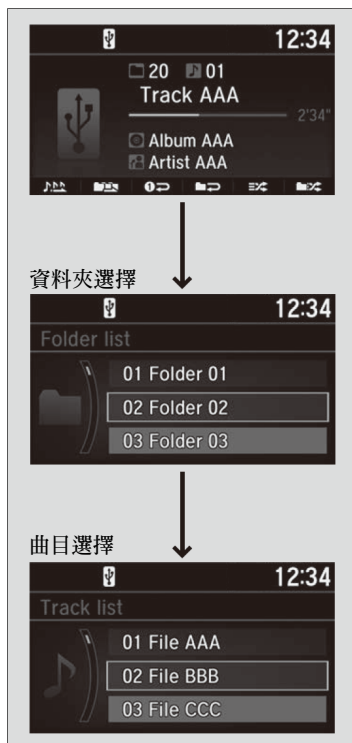 12:34
20 01
Track AAA
2'34"
Album AAA
Artist AAA
資料夾選擇
12:34
Folder list
01 Folder 01
02 Folder 02
03 Folder 03
曲目選擇
12:34
Track list
01 File AAA
02 File BBB
03 File CCC